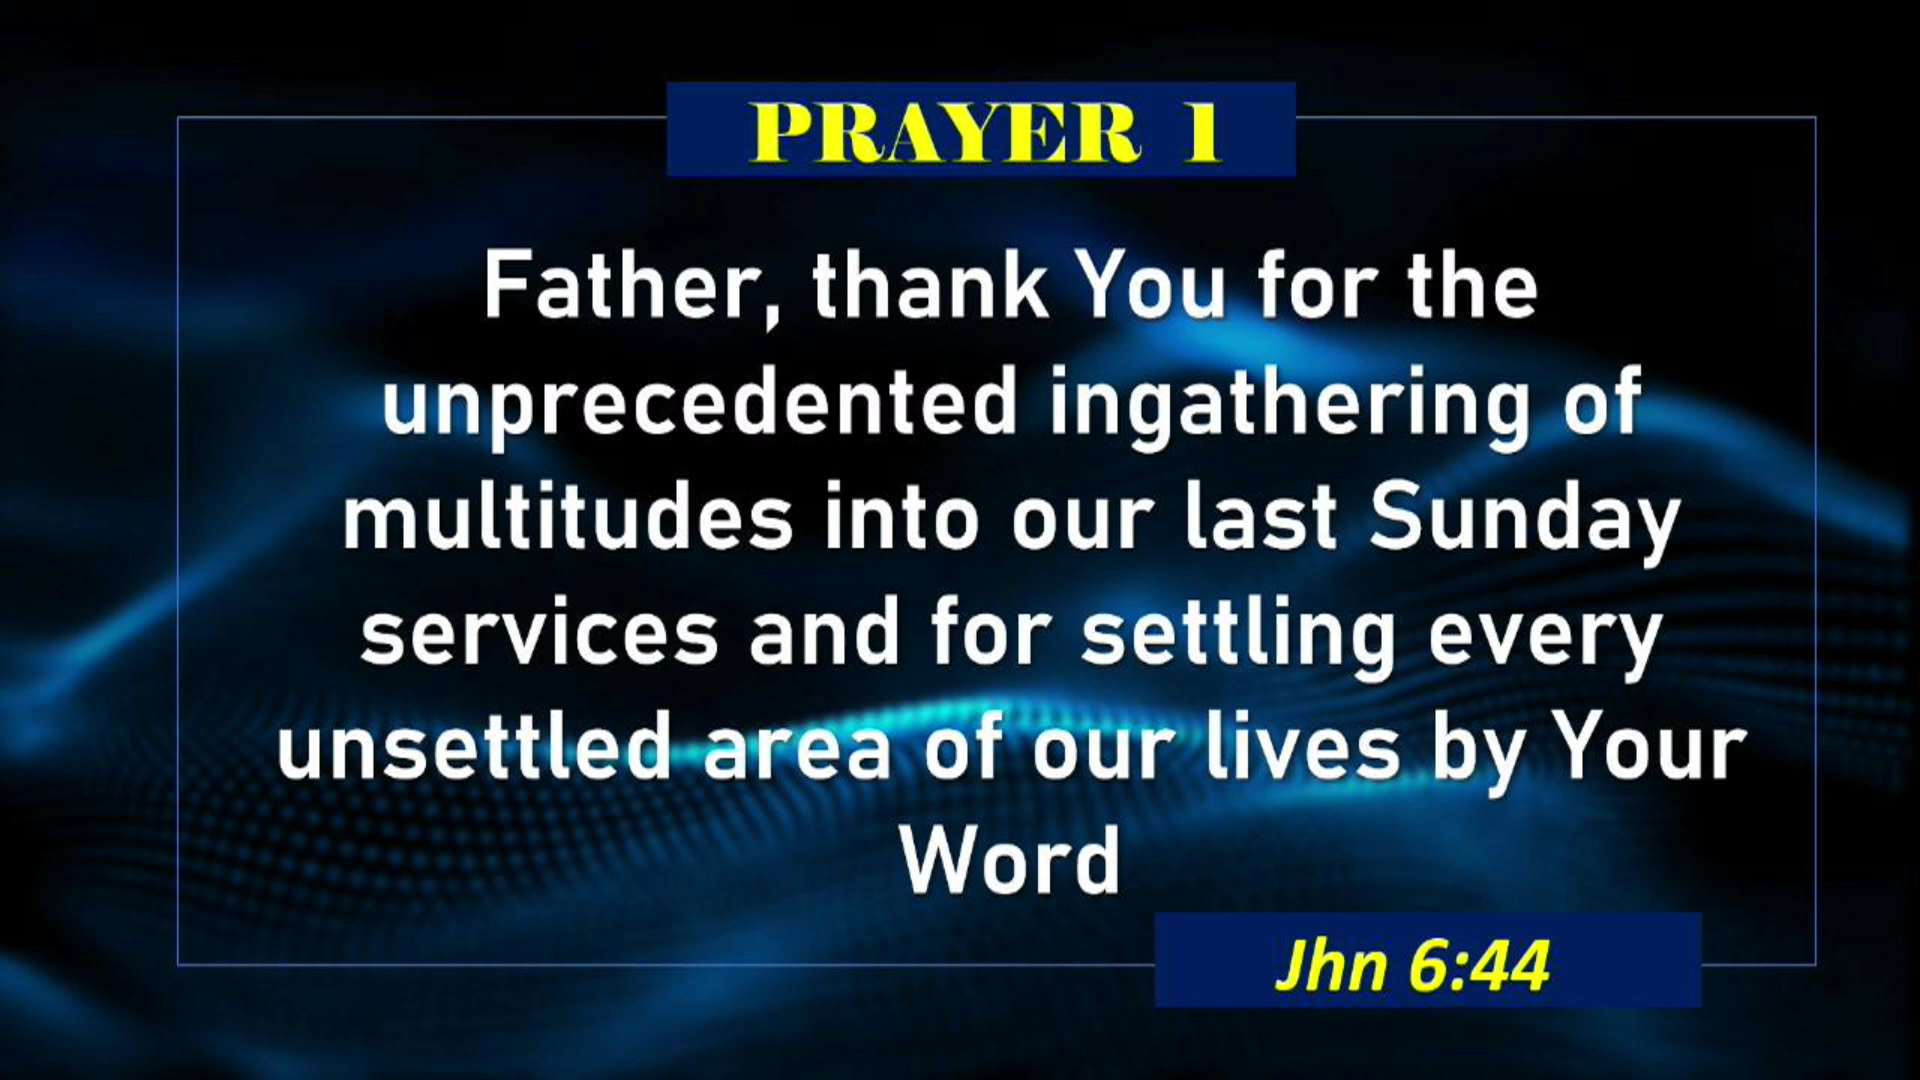 PRAYER 1
Father, thank You for the
unprecedented ingathering of
multitudes into our last Sunday
services and for settling every
unsettled area of our lives by Your
Word
Jhn 6:44